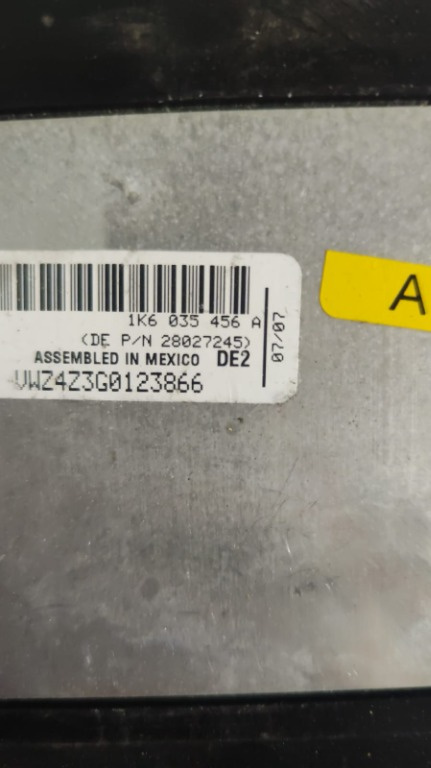 1K6 035 456 A
(DE P/N 28027245)
ASSEMBLED IN MEXICO DE2
07/07
VWZ4Z3G0123866
A